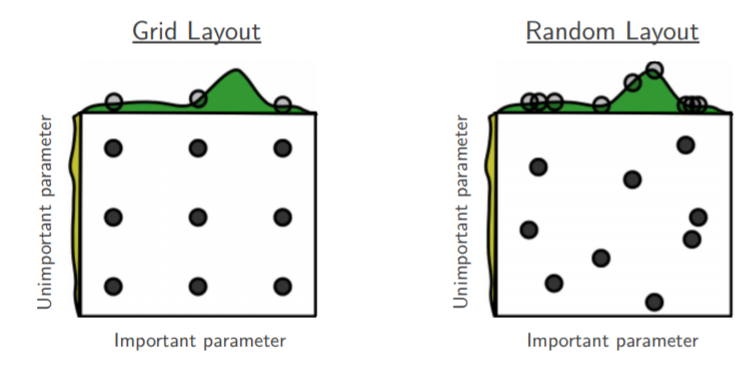 Grid Layout
Random Layout
Unimportant parameter
Important parameter
Unimportant parameter
Important parameter